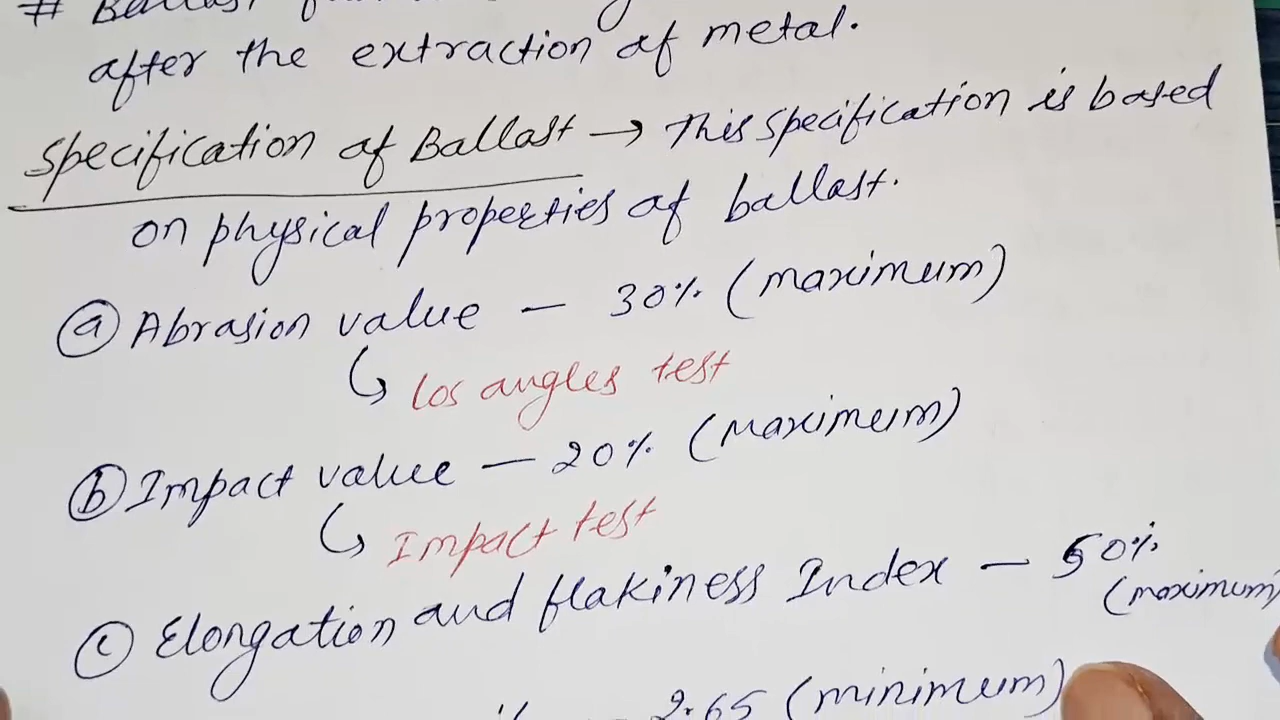 # Ballast
after the extraction of metal.
Specification of Ballast → This specification is based
on physical properties of ballast.
(a) Abrasion value — 30% (maximum)
↳ Los angles test
(b) Impact value — 20% (maximum)
↳ Impact test
(c) Elongation and flakiness Index — 50%
(maximum)
2.65 (minimum)